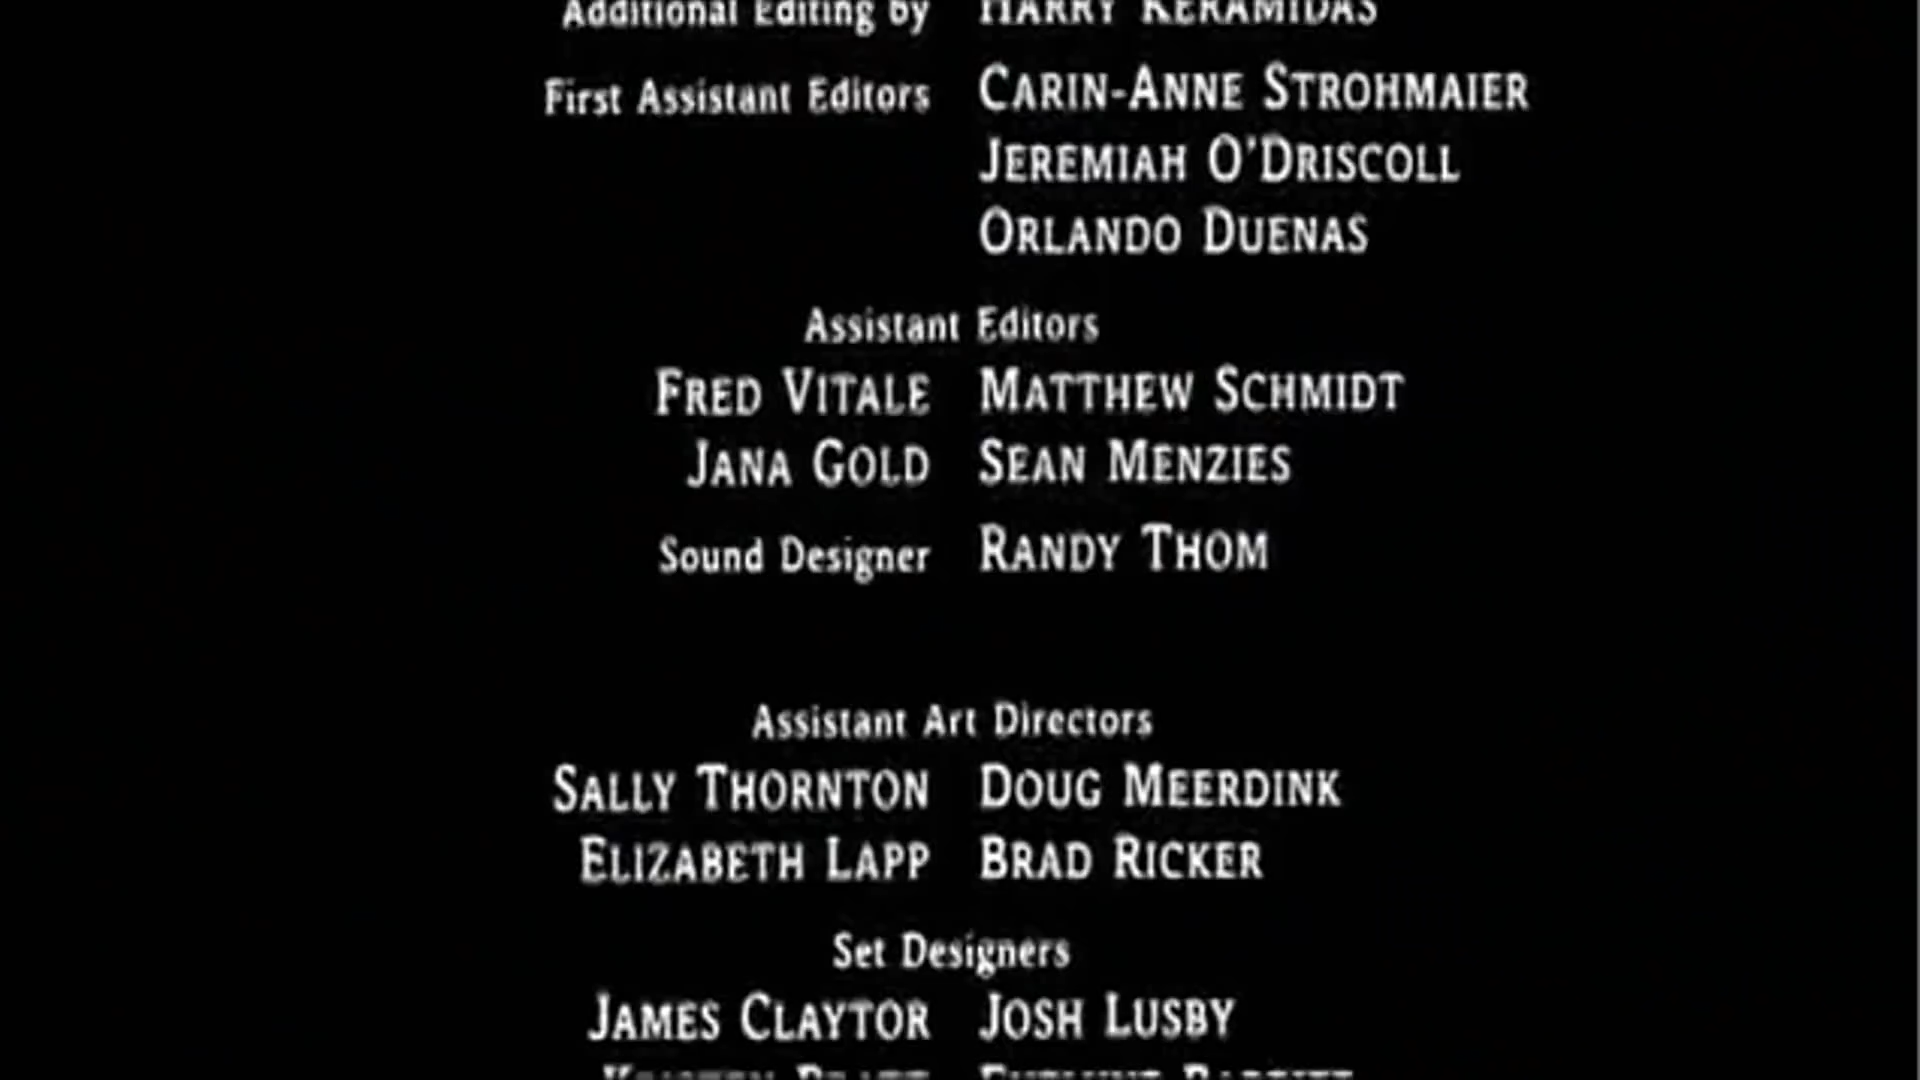 Additional Editing by HARRY KERAMIDAS
First Assistant Editors CARIN-ANNE STROHMAIER
JEREMIAH O'DRISCOLL
ORLANDO DUENAS
Assistant Editors
FRED VITALE MATTHEW SCHMIDT
JANA GOLD SEAN MENZIES
Sound Designer RANDY THOM
Assistant Art Directors
SALLY THORNTON DOUG MEERDINK
ELIZABETH LAPP BRAD RICKER
Set Designers
JAMES CLAYTOR JOSH LUSBY